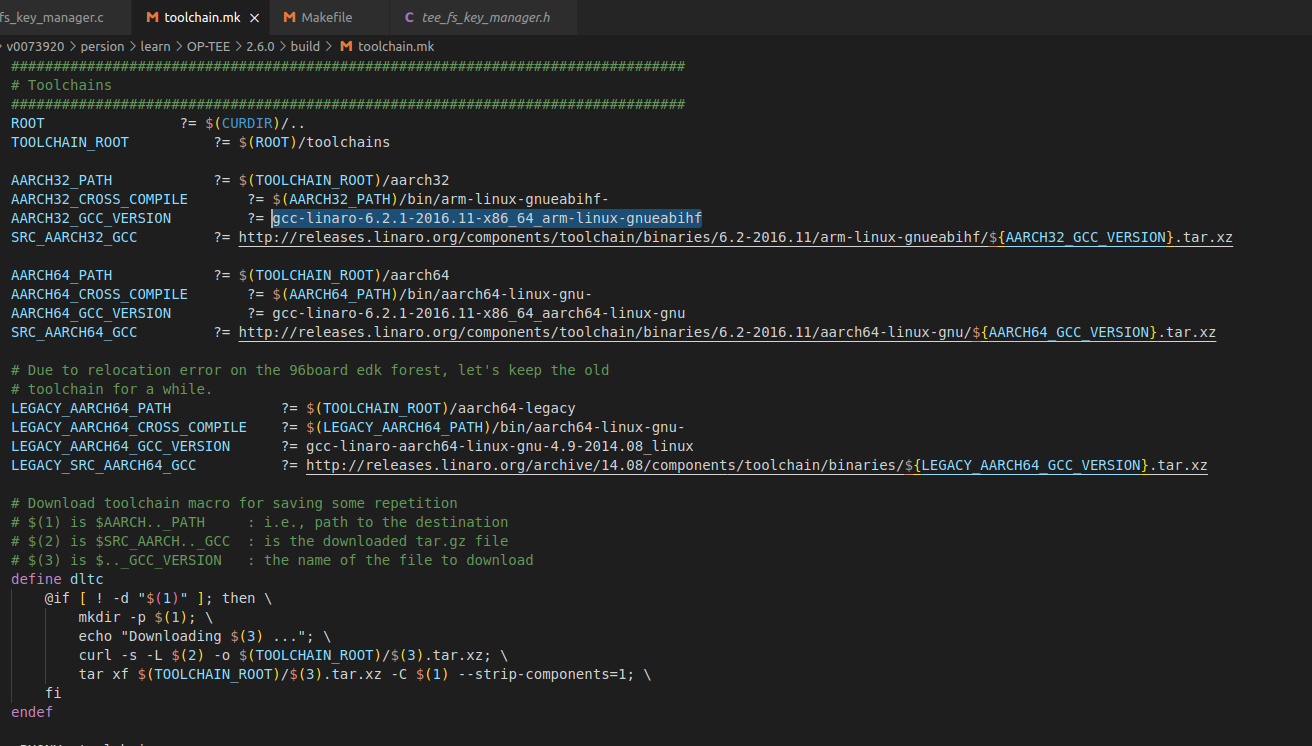 fs_key_manager.c toolchain.mk Makefile tee_fs_key_manager.h
v0073920 > persion > learn > OP-TEE > 2.6.0 > build > toolchain.mk
################################################################################
# Toolchains
################################################################################
ROOT ?= $(CURDIR)/..
TOOLCHAIN_ROOT ?= $(ROOT)/toolchains
AARCH32_PATH ?= $(TOOLCHAIN_ROOT)/aarch32
AARCH32_CROSS_COMPILE ?= $(AARCH32_PATH)/bin/arm-linux-gnueabihf-
AARCH32_GCC_VERSION ?= gcc-linaro-6.2.1-2016.11-x86_64_arm-linux-gnueabihf
SRC_AARCH32_GCC ?= http://releases.linaro.org/components/toolchain/binaries/6.2-2016.11/arm-linux-gnueabihf/${AARCH32_GCC_VERSION}.tar.xz
AARCH64_PATH ?= $(TOOLCHAIN_ROOT)/aarch64
AARCH64_CROSS_COMPILE ?= $(AARCH64_PATH)/bin/aarch64-linux-gnu-
AARCH64_GCC_VERSION ?= gcc-linaro-6.2.1-2016.11-x86_64_aarch64-linux-gnu
SRC_AARCH64_GCC ?= http://releases.linaro.org/components/toolchain/binaries/6.2-2016.11/aarch64-linux-gnu/${AARCH64_GCC_VERSION}.tar.xz
# Due to relocation error on the 96board edk forest, let's keep the old
# toolchain for a while.
LEGACY_AARCH64_PATH ?= $(TOOLCHAIN_ROOT)/aarch64-legacy
LEGACY_AARCH64_CROSS_COMPILE ?= $(LEGACY_AARCH64_PATH)/bin/aarch64-linux-gnu-
LEGACY_AARCH64_GCC_VERSION ?= gcc-linaro-aarch64-linux-gnu-4.9-2014.08_linux
LEGACY_SRC_AARCH64_GCC ?= http://releases.linaro.org/archive/14.08/components/toolchain/binaries/${LEGACY_AARCH64_GCC_VERSION}.tar.xz
# Download toolchain macro for saving some repetition
# $(1) is $AARCH.._PATH : i.e., path to the destination
# $(2) is $SRC_AARCH.._GCC : is the downloaded tar.gz file
# $(3) is $.._GCC_VERSION : the name of the file to download
define dltc
@if [ ! -d "$(1)" ]; then \
mkdir -p $(1); \
echo "Downloading $(3) ..."; \
curl -s -L $(2) -o $(TOOLCHAIN_ROOT)/$(3).tar.xz; \
tar xf $(TOOLCHAIN_ROOT)/$(3).tar.xz -C $(1) --strip-components=1; \
fi
endef